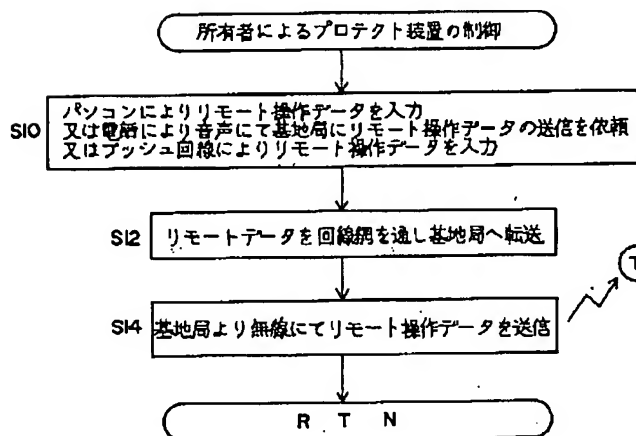 所有者によるプロテクト装置の制御
S10
パソコンによりリモート操作データを入力
又は電話により音声にて基地局にリモート操作データの送信を依頼
又はプッシュ回線によりリモート操作データを入力
S12
リモートデータを回線網を通し基地局へ転送
S14
基地局より無線にてリモート操作データを送信
R T N